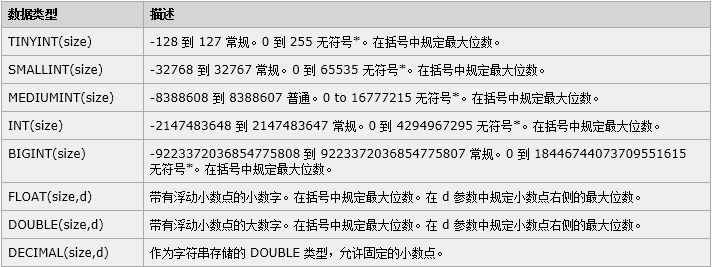 数据类型 描述
TINYINT(size) -128 到 127 常规。0 到 255 无符号*。在括号中规定最大位数。
SMALLINT(size) -32768 到 32767 常规。0 到 65535 无符号*。在括号中规定最大位数。
MEDIUMINT(size) -8388608 到 8388607 普通。0 to 16777215 无符号*。在括号中规定最大位数。
INT(size) -2147483648 到 2147483647 常规。0 到 4294967295 无符号*。在括号中规定最大位数。
BIGINT(size) -9223372036854775808 到 9223372036854775807 常规。0 到 18446744073709551615
无符号*。在括号中规定最大位数。
FLOAT(size,d) 带有浮动小数点的小数字。在括号中规定最大位数。在 d 参数中规定小数点右侧的最大位数。
DOUBLE(size,d) 带有浮动小数点的大数字。在括号中规定最大位数。在 d 参数中规定小数点右侧的最大位数。
DECIMAL(size,d) 作为字符串存储的 DOUBLE 类型，允许固定的小数点。